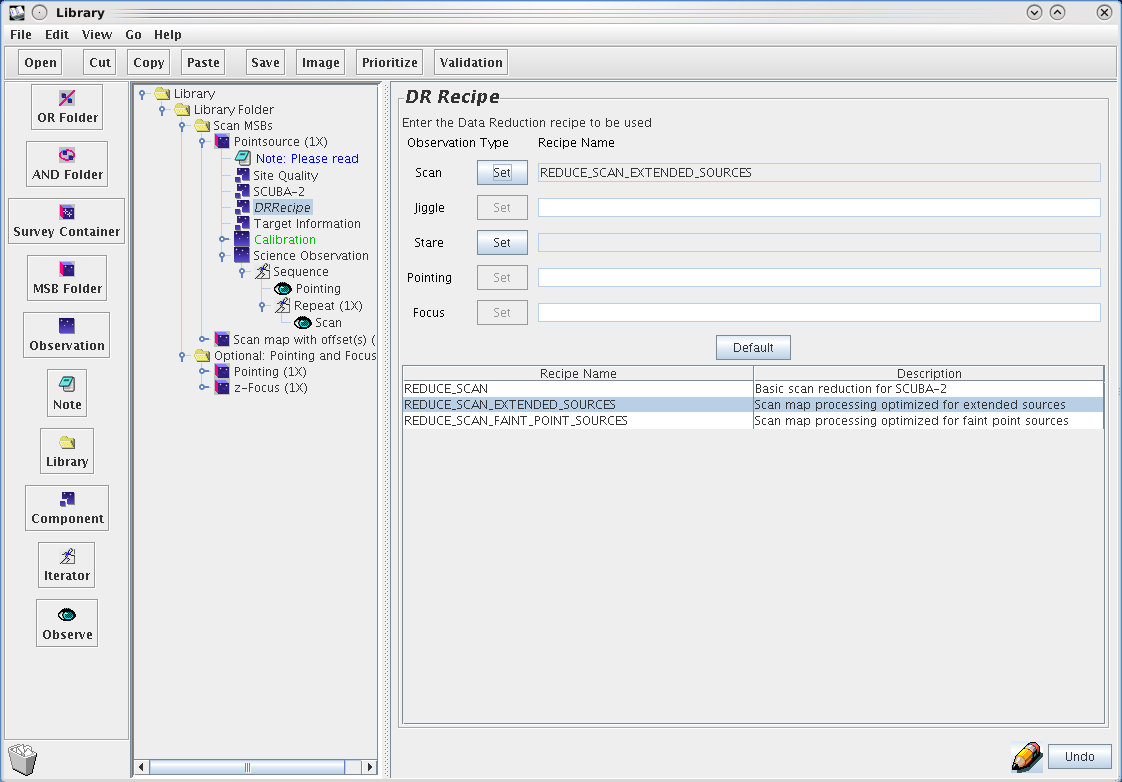 Library
File Edit View Go Help
Open Cut Copy Paste Save Image Prioritize Validation
OR Folder
AND Folder
Survey Container
MSB Folder
Observation
Note
Library
Component
Iterator
Observe
Library
Library Folder
Scan MSBs
Pointsource (1X)
Note: Please read
Site Quality
SCUBA-2
DRRecipe
Target Information
Calibration
Science Observation
Sequence
Pointing
Repeat (1X)
Scan
Scan map with offset(s) (
Optional: Pointing and Focus
Pointing (1X)
z-Focus (1X)
DR Recipe
Enter the Data Reduction recipe to be used
Observation Type Recipe Name
Scan Set REDUCE_SCAN_EXTENDED_SOURCES
Jiggle Set
Stare Set
Pointing Set
Focus Set
Default
Recipe Name Description
REDUCE_SCAN Basic scan reduction for SCUBA-2
REDUCE_SCAN_EXTENDED_SOURCES Scan map processing optimized for extended sources
REDUCE_SCAN_FAINT_POINT_SOURCES Scan map processing optimized for faint point sources
Undo